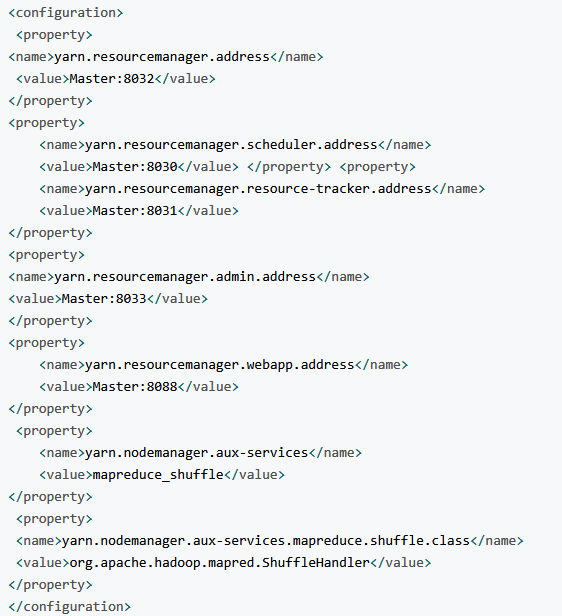 <configuration>
<property>
<name>yarn.resourcemanager.address</name>
<value>Master:8032</value>
</property>
<property>
<name>yarn.resourcemanager.scheduler.address</name>
<value>Master:8030</value> </property> <property>
<name>yarn.resourcemanager.resource-tracker.address</name>
<value>Master:8031</value>
</property>
<property>
<name>yarn.resourcemanager.admin.address</name>
<value>Master:8033</value>
</property>
<property>
<name>yarn.resourcemanager.webapp.address</name>
<value>Master:8088</value>
</property>
<property>
<name>yarn.nodemanager.aux-services</name>
<value>mapreduce_shuffle</value>
</property>
<property>
<name>yarn.nodemanager.aux-services.mapreduce.shuffle.class</name>
<value>org.apache.hadoop.mapred.ShuffleHandler</value>
</property>
</configuration>